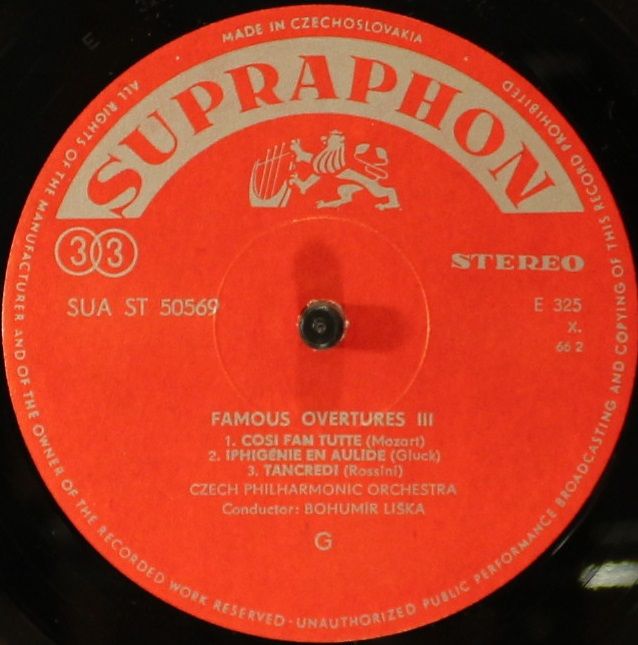 MADE IN CZECHOSLOVAKIA
ALL RIGHTS OF THE MANUFACTURER AND OF THE OWNER OF THE RECORDED WORK RESERVED · UNAUTHORIZED PUBLIC PERFORMANCE BROADCASTING AND COPYING OF THIS RECORD PROHIBITED
SUPRAPHON
33
STEREO
SUA ST 50569
E 325
X.
66 2
FAMOUS OVERTURES III
1. COSI FAN TUTTE (Mozart)
2. IPHIGÉNIE EN AULIDE (Gluck)
3. TANCREDI (Rossini)
CZECH PHILHARMONIC ORCHESTRA
Conductor: BOHUMÍR LIŠKA
G